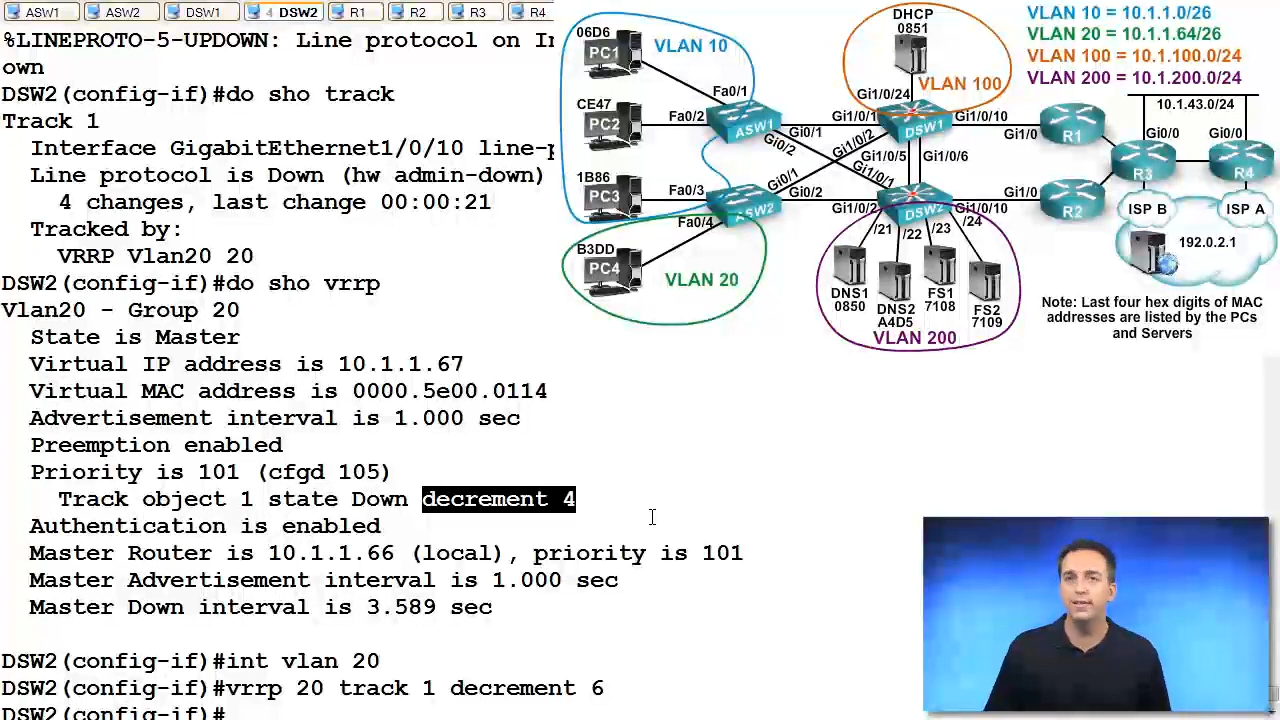 ASW1 ASW2 DSW1 4 DSW2 R1 R2 R3 R4
%LINEPROTO-5-UPDOWN: Line protocol on In
own
DSW2(config-if)#do sho track
Track 1
Interface GigabitEthernet1/0/10 line-p
Line protocol is Down (hw admin-down)
4 changes, last change 00:00:21
Tracked by:
VRRP Vlan20 20
DSW2(config-if)#do sho vrrp
Vlan20 - Group 20
State is Master
Virtual IP address is 10.1.1.67
Virtual MAC address is 0000.5e00.0114
Advertisement interval is 1.000 sec
Preemption enabled
Priority is 101 (cfgd 105)
Track object 1 state Down decrement 4
Authentication is enabled
Master Router is 10.1.1.66 (local), priority is 101
Master Advertisement interval is 1.000 sec
Master Down interval is 3.589 sec
DSW2(config-if)#int vlan 20
DSW2(config-if)#vrrp 20 track 1 decrement 6
DSW2(config-if)#
06D6
PC1
VLAN 10
Fa0/1
CE47
PC2
Fa0/2
ASW1
Gi0/1
Gi0/2
1B86
PC3
Fa0/3
Gi0/1
ASW2
Gi0/2
Fa0/4
B3DD
PC4
VLAN 20
DHCP
0851
VLAN 100
Gi1/0/24
Gi1/0/1
DSW1
Gi1/0/10
Gi1/0/2
Gi1/0/5
Gi1/0/6
Gi1/0/1
Gi1/0/2
DSW2
Gi1/0/10
/21
/22
/23
/24
DNS1
0850
DNS2
A4D5
FS1
7108
FS2
7109
VLAN 200
VLAN 10 = 10.1.1.0/26
VLAN 20 = 10.1.1.64/26
VLAN 100 = 10.1.100.0/24
VLAN 200 = 10.1.200.0/24
10.1.43.0/24
Gi1/0
R1
Gi0/0
Gi0/0
R3
R4
Gi1/0
R2
ISP B
ISP A
192.0.2.1
Note: Last four hex digits of MAC
addresses are listed by the PCs
and Servers